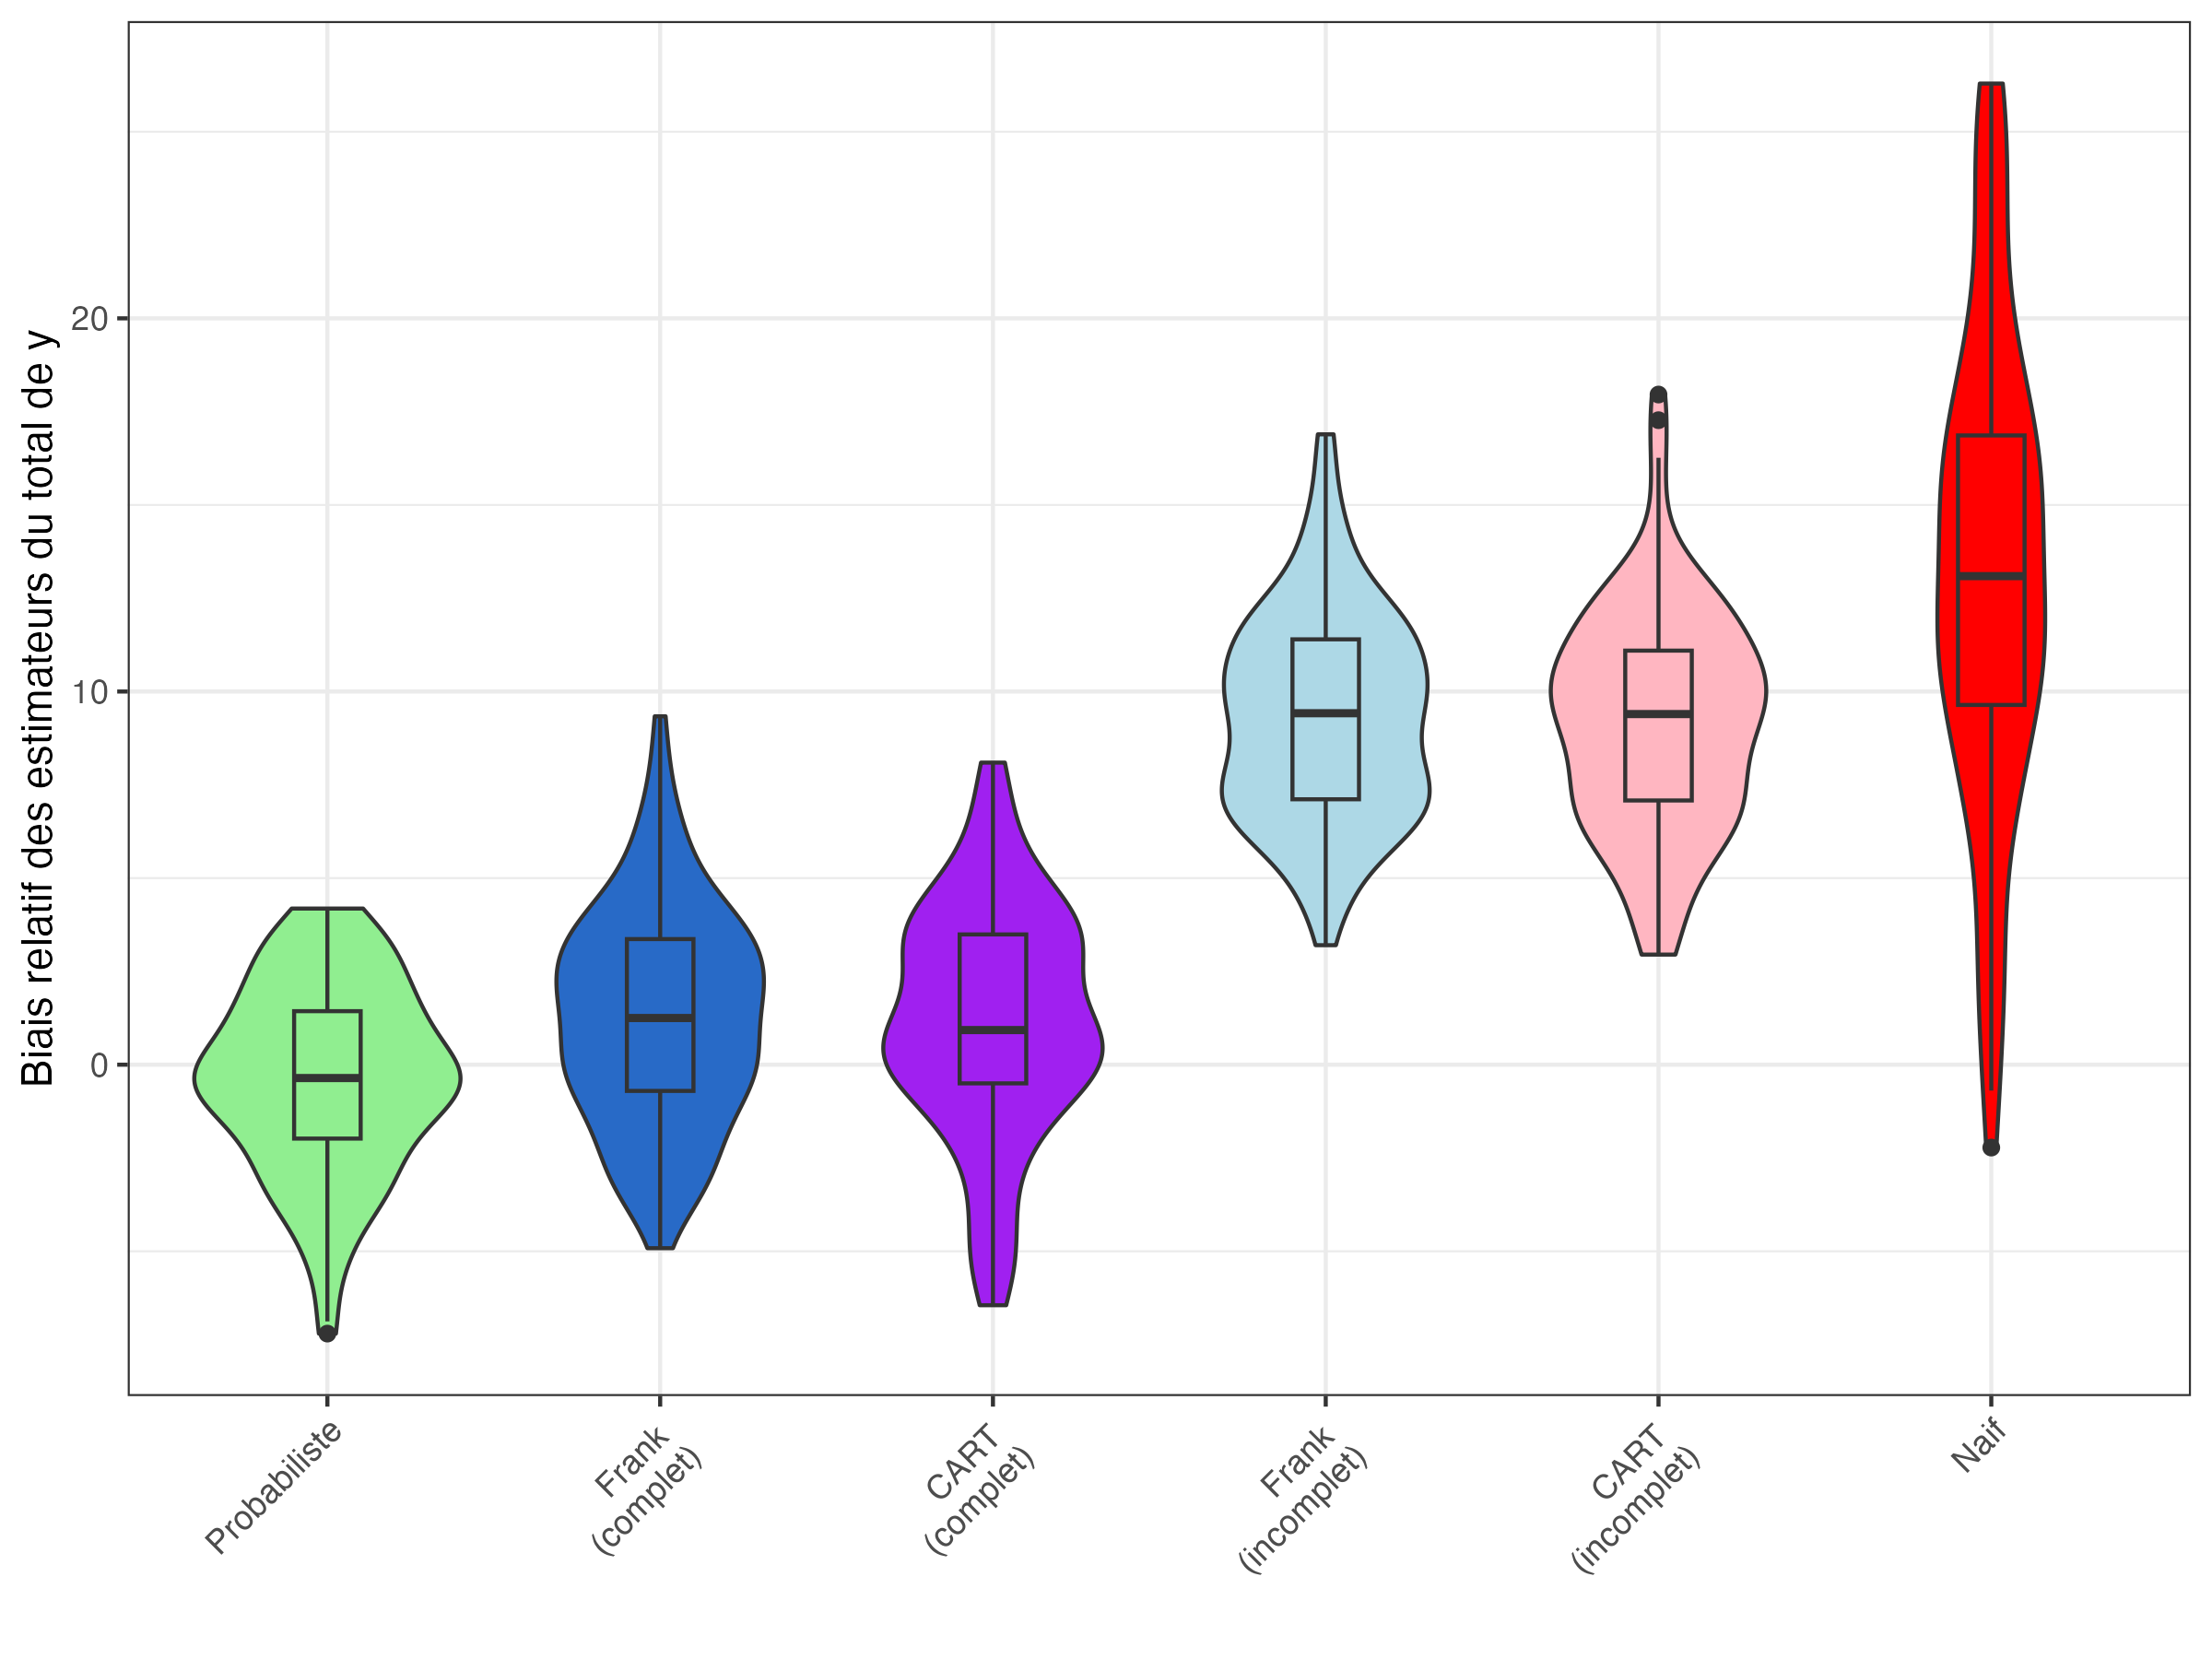 Biais relatif des estimateurs du total de y
20
10
0
Probabiliste
Frank
(complet)
CART
(complet)
Frank
(incomplet)
CART
(incomplet)
Naif